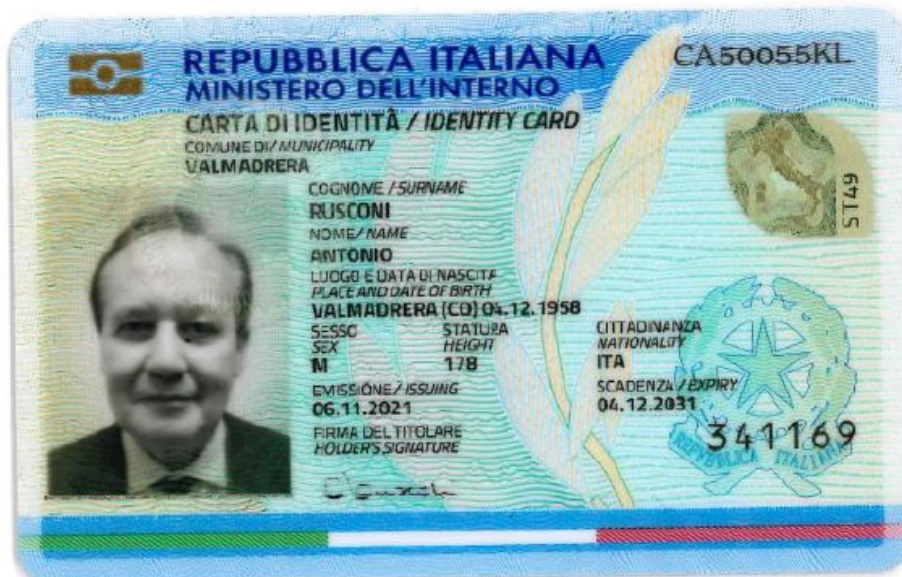 REPUBBLICA ITALIANA
CA50055KL
MINISTERO DELL'INTERNO
CARTA DI IDENTITÀ / IDENTITY CARD
COMUNE DI / MUNICIPALITY
VALMADRERA
COGNOME / SURNAME
RUSCONI
NOME / NAME
ANTONIO
LUOGO E DATA DI NASCITA
PLACE AND DATE OF BIRTH
VALMADRERA (CO) 04.12.1958
SESSO STATURA CITTADINANZA
SEX HEIGHT NATIONALITY
M 178 ITA
EMISSIONE / ISSUING SCADENZA / EXPIRY
06.11.2021 04.12.2031
FIRMA DEL TITOLARE
HOLDER'S SIGNATURE
341169
REPVBBLICA ITALIANA
ST49